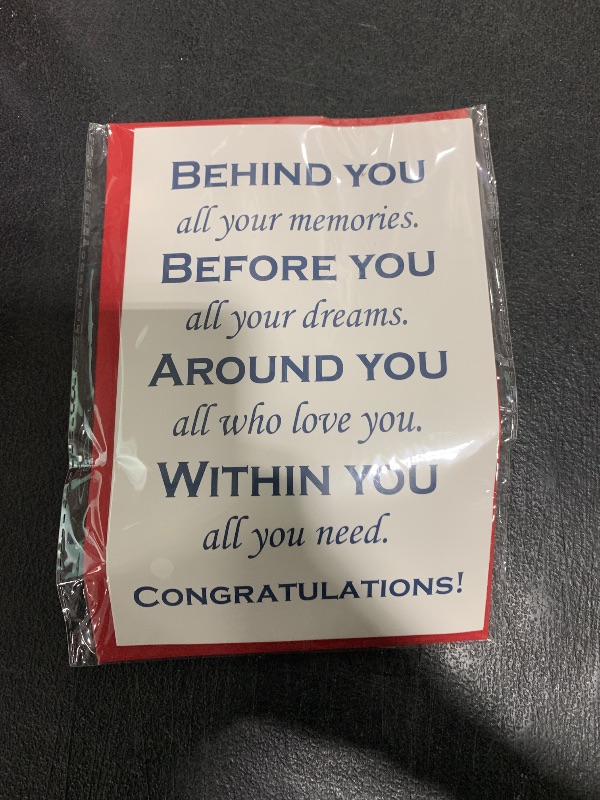 BEHIND YOU
all your memories.
BEFORE YOU
all your dreams.
AROUND YOU
all who love you.
WITHIN YOU
all you need.
CONGRATULATIONS!